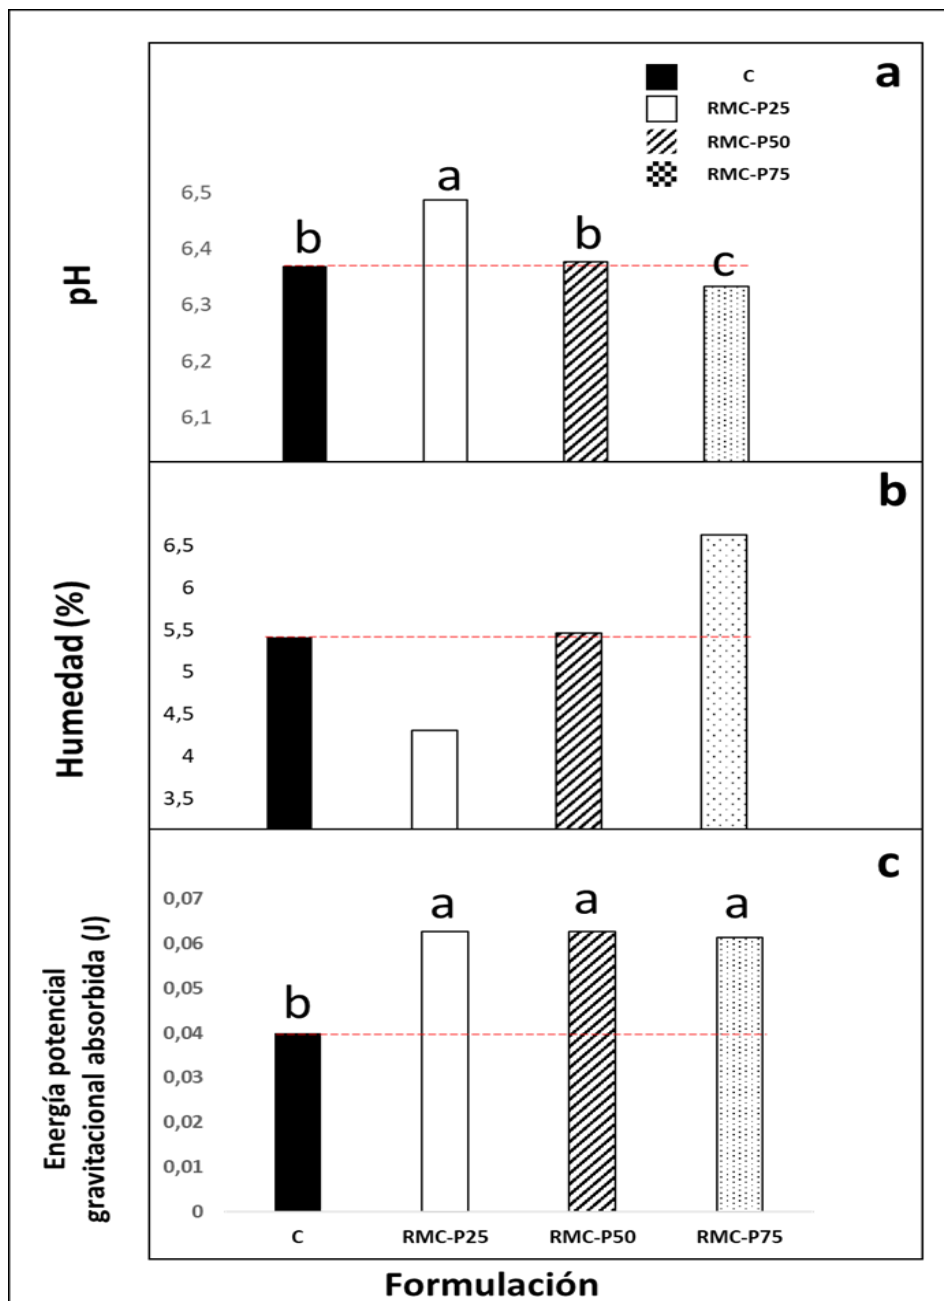 a
C
RMC-P25
RMC-P50
RMC-P75
pH
6,5
6,4
6,3
6,2
6,1
b
a
b
c
b
Humedad (%)
6,5
6
5,5
5
4,5
4
3,5
c
Energía potencial
gravitacional absorbida (J)
0,07
0,06
0,05
0,04
0,03
0,02
0,01
0
b
a
a
a
C
RMC-P25
RMC-P50
RMC-P75
Formulación